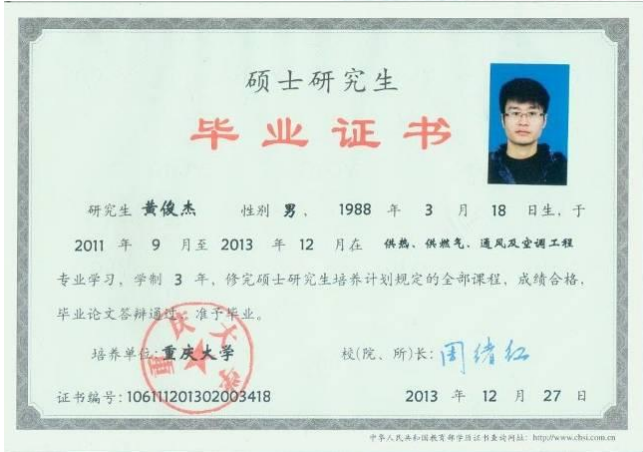 硕士研究生
毕业证书
研究生 黄俊杰 性别 男、 1988 年 3 月 18 日生,于
2011 年 9 月至 2013 年 12 月在 供热、供燃气、通风及空调工程
专业学习,学制 3 年,修完硕士研究生培养计划规定的全部课程,成绩合格,
毕业论文答辩通过,准予毕业。
培养单位:重庆大学 校(院、所)长:周绪红
重庆大学
证书编号:106111201302003418 2013 年 12 月 27 日
中华人民共和国教育部学历证书查询网址:http://www.chsi.com.cn